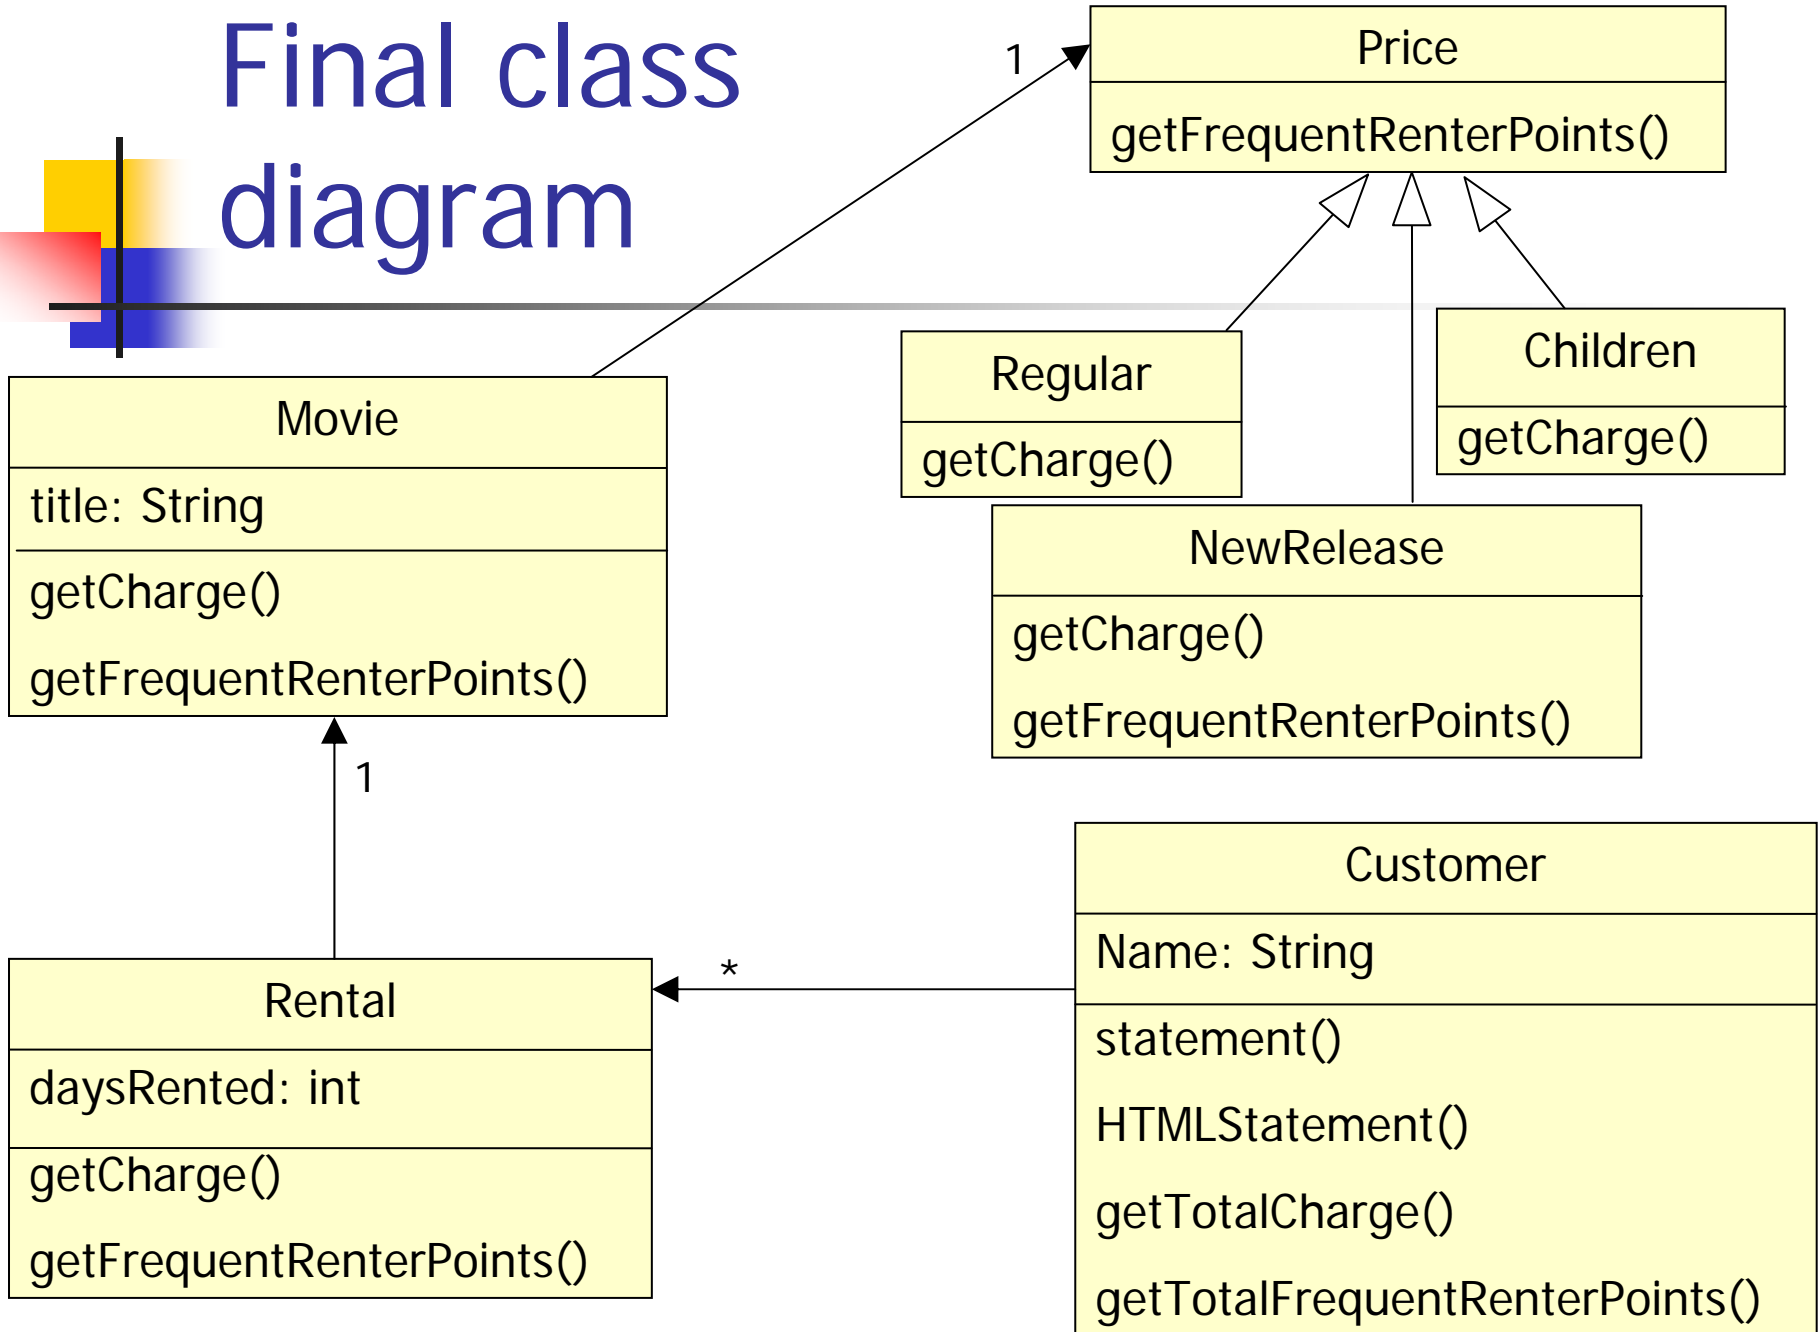 Final class
diagram
1
Price
getFrequentRenterPoints()
Regular
getCharge()
Children
getCharge()
NewRelease
getCharge()
getFrequentRenterPoints()
Movie
title: String
getCharge()
getFrequentRenterPoints()
1
Rental
daysRented: int
getCharge()
getFrequentRenterPoints()
*
Customer
Name: String
statement()
HTMLStatement()
getTotalCharge()
getTotalFrequentRenterPoints()